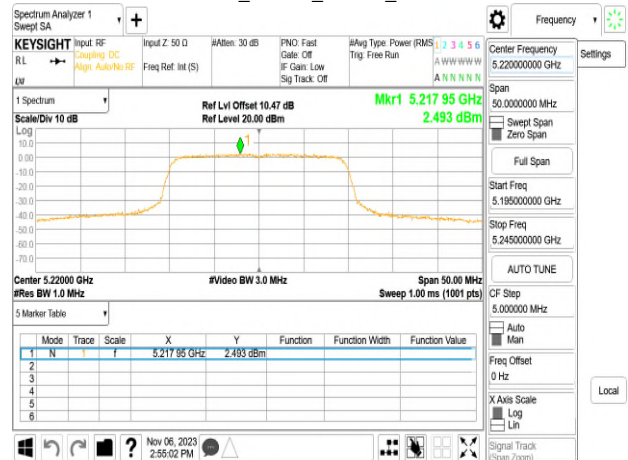 Spectrum Analyzer 1
Swept SA
+
Frequency
KEYSIGHT Input: RF Input Z: 50 Ω #Atten: 30 dB PNO: Fast #Avg Type: Power (RMS 1 2 3 4 5 6
RL Coupling: DC Gate: Off Trig: Free Run A W W W W W
Align: Auto/No RF Freq Ref: Int (S) IF Gain: Low
Sig Track: Off A N N N N N
Center Frequency
5.220000000 GHz
Settings
Span
50.0000000 MHz
Swept Span
Zero Span
Full Span
Start Freq
5.195000000 GHz
Stop Freq
5.245000000 GHz
AUTO TUNE
CF Step
5.000000 MHz
Auto
Man
Freq Offset
0 Hz
X Axis Scale
Log
Lin
Signal Track
(Span Zoom)
Local
1 Spectrum
Scale/Div 10 dB
Ref Lvl Offset 10.47 dB
Ref Level 20.00 dBm
Mkr1 5.217 95 GHz
2.493 dBm
Log
1
10.0
0.00
-10.0
-20.0
-30.0
-40.0
-50.0
-60.0
-70.0
Center 5.22000 GHz #Video BW 3.0 MHz Span 50.00 MHz
#Res BW 1.0 MHz Sweep 1.00 ms (1001 pts)
5 Marker Table
Mode Trace Scale X Y Function Function Width Function Value
1 N 1 f 5.217 95 GHz 2.493 dBm
2
3
4
5
6
?
Nov 06, 2023
2:55:02 PM